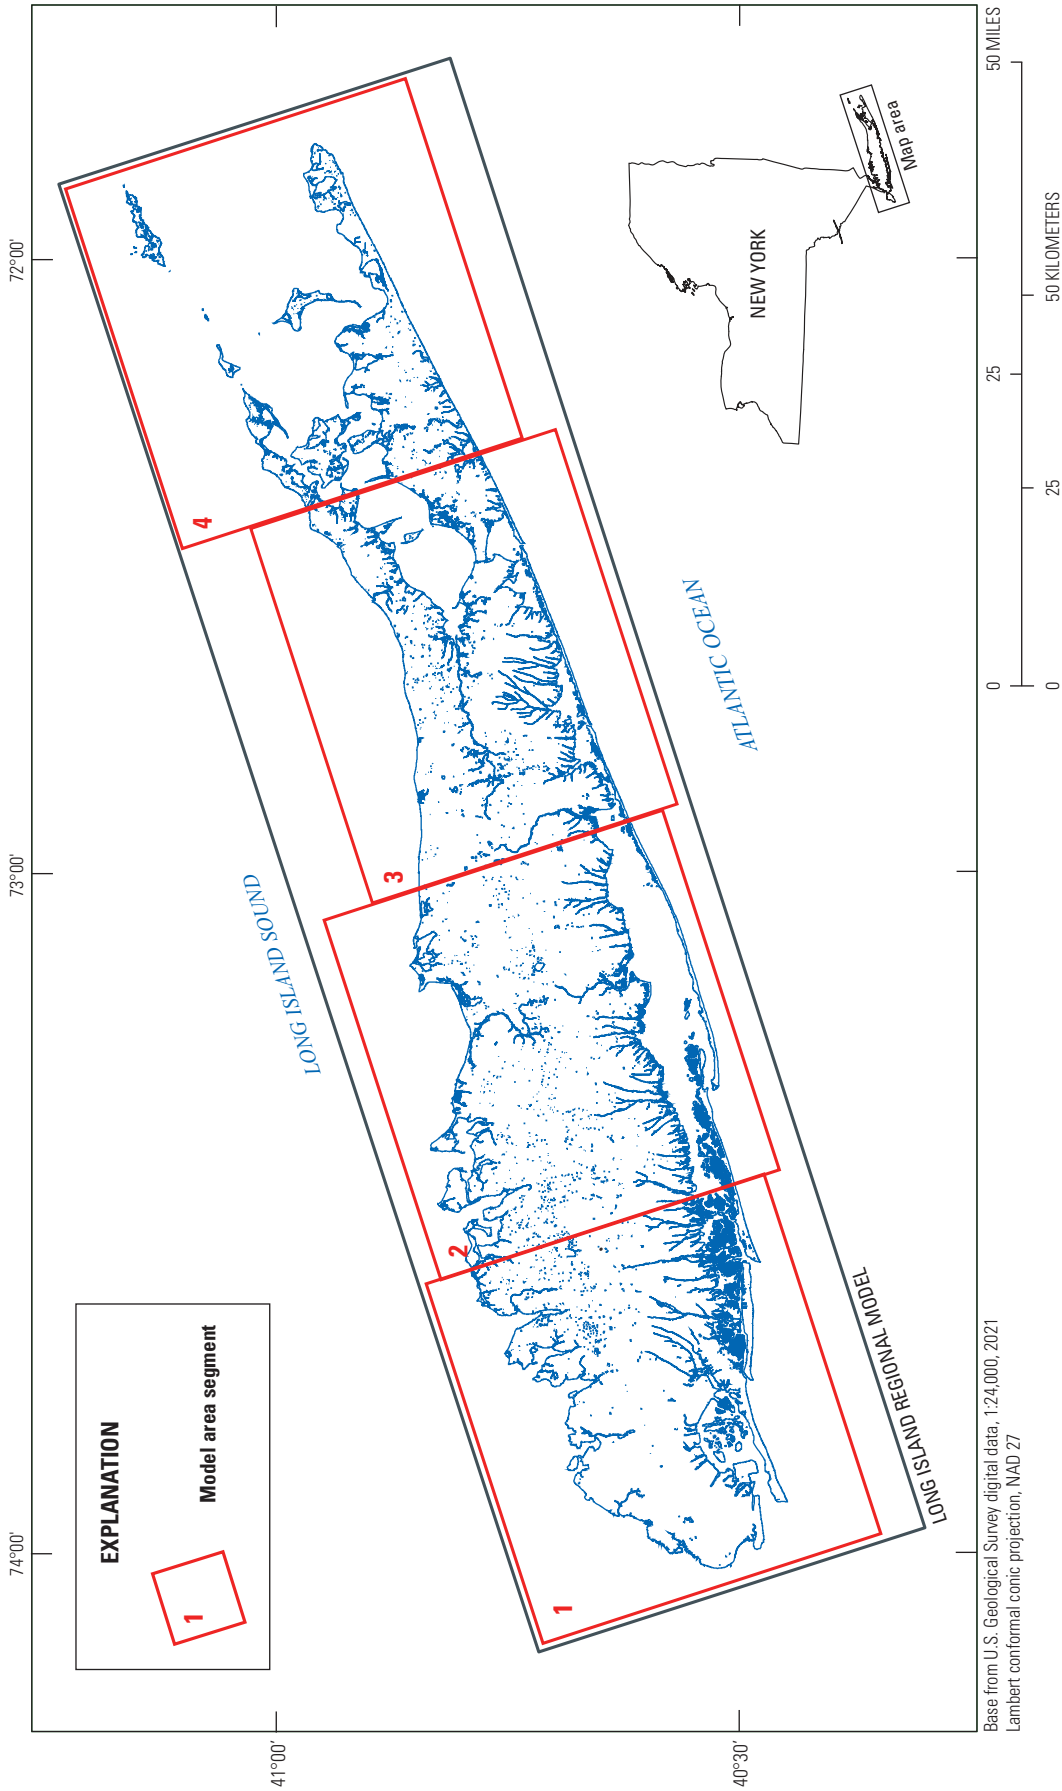 74°00'
73°00'
72°00'
EXPLANATION
1
Model area segment
41°00'
40°30'
LONG ISLAND SOUND
ATLANTIC OCEAN
1
2
3
4
LONG ISLAND REGIONAL MODEL
NEW YORK
Map area
Base from U.S. Geological Survey digital data, 1:24,000, 2021
Lambert conformal conic projection, NAD 27
0
25
50 MILES
0
25
50 KILOMETERS